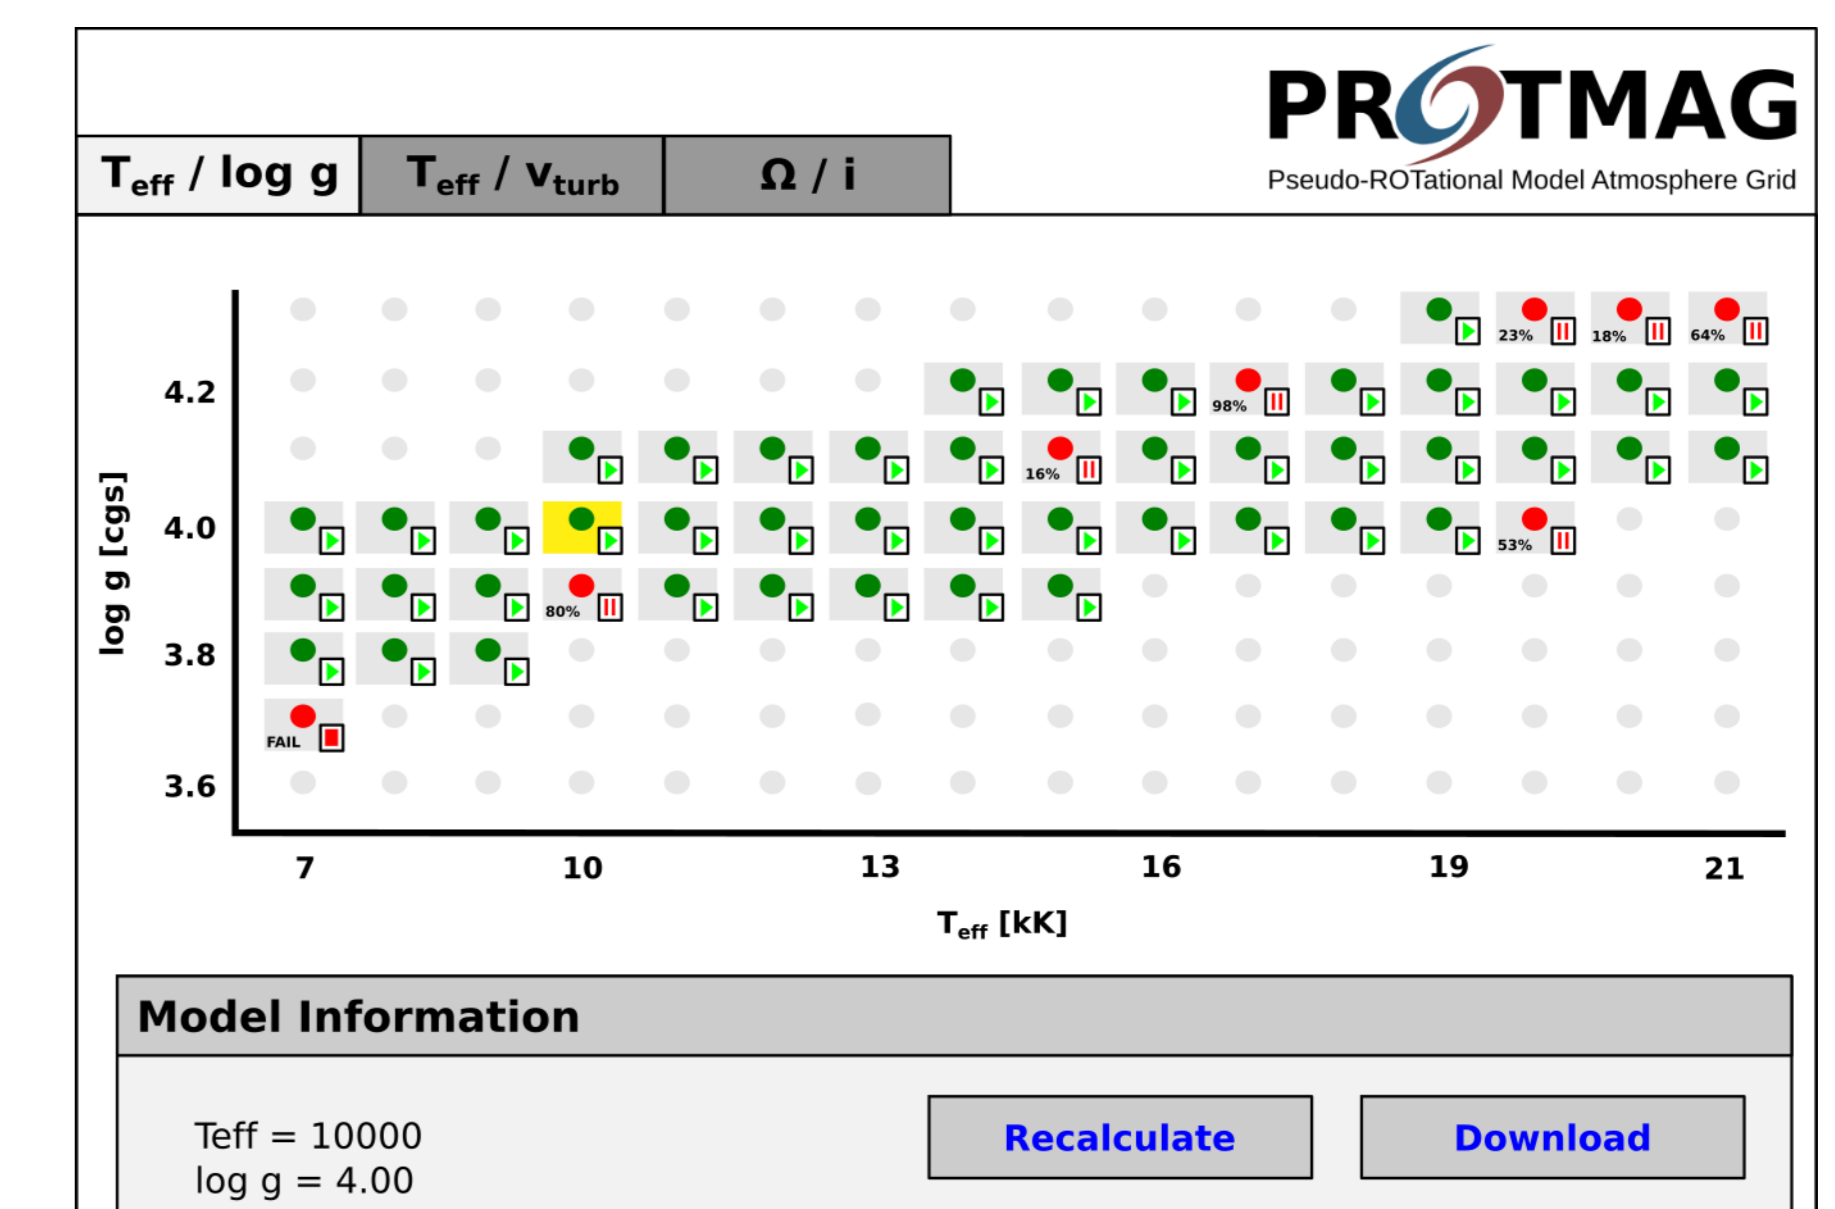 PROTMAG
Pseudo-ROTational Model Atmosphere Grid
Teff / log g
Teff / vturb
Ω / i
23% 18% 64%
4.2
98%
16%
4.0
53%
80%
3.8
FAIL
3.6
log g [cgs]
7 10 13 16 19 21
Teff [kK]
Model Information
Teff = 10000
log g = 4.00
Recalculate
Download